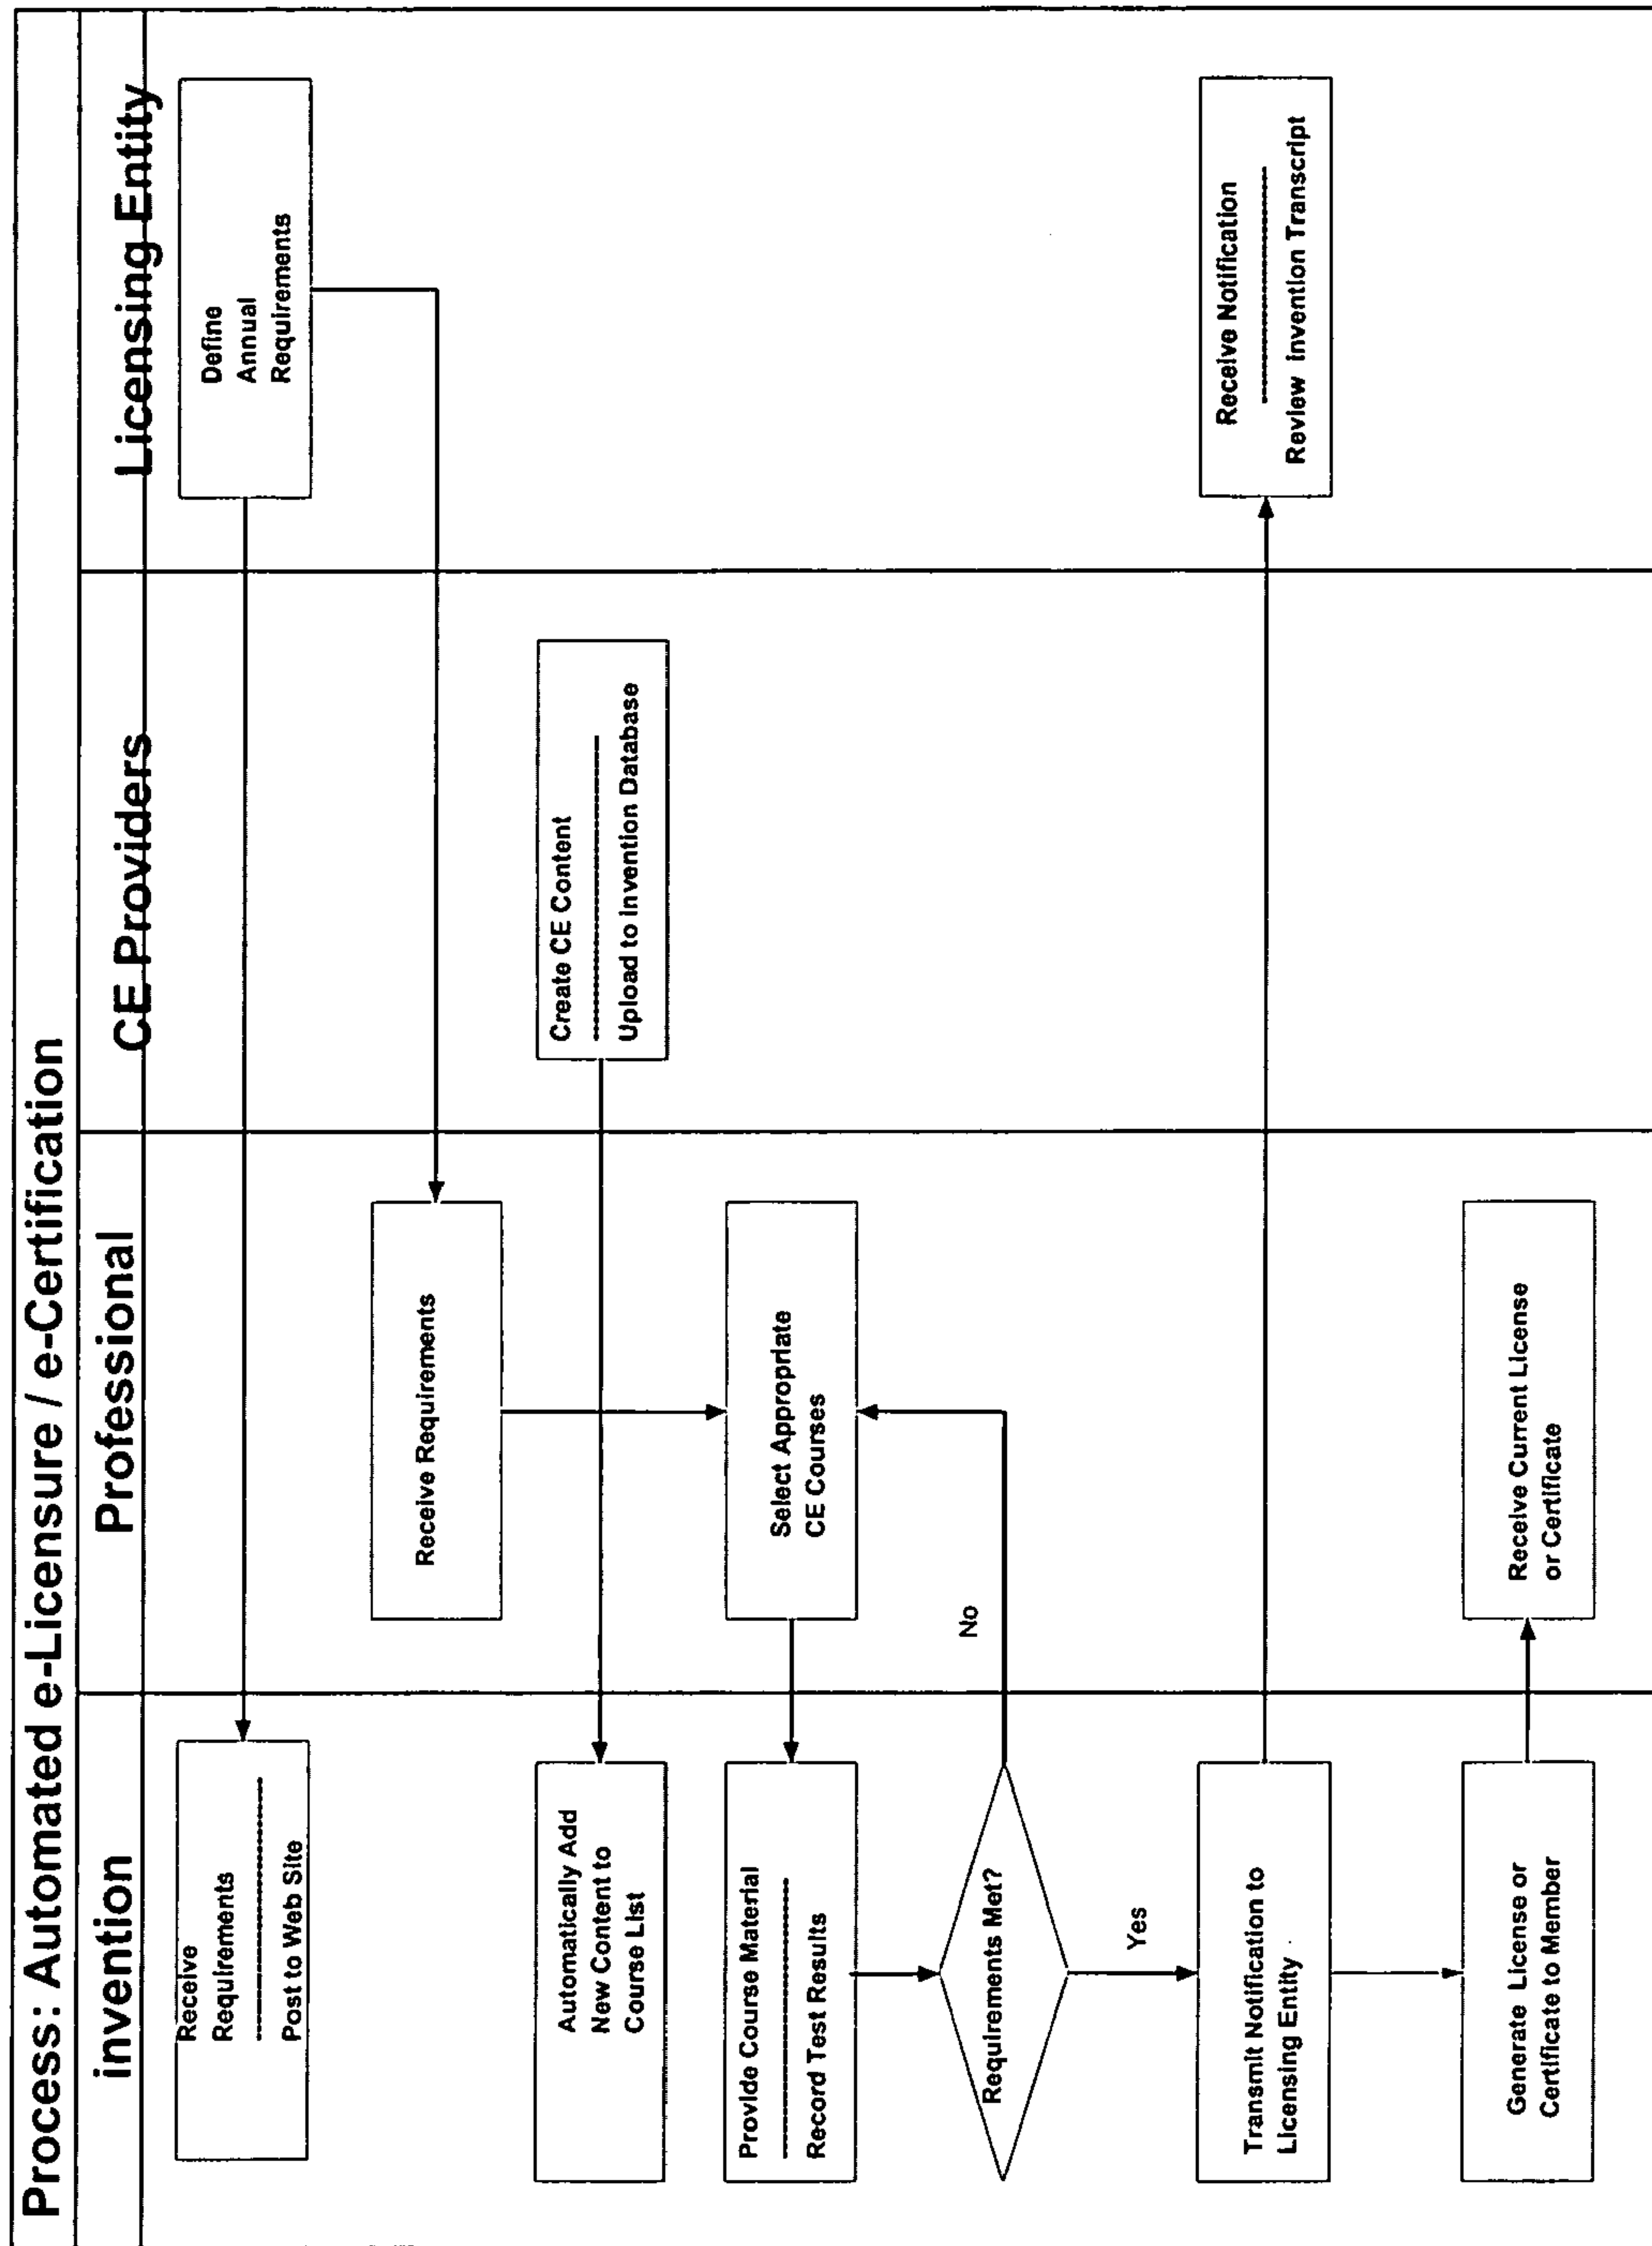 Process: Automated e-Licensure / e-Certification
invention
Professional
CE Providers
Licensing Entity
Receive
Requirements
Post to Web Site
Define
Annual
Requirements
Receive Requirements
Automatically Add
New Content to
Course List
Create CE Content
Upload to Invention Database
Provide Course Material
Record Test Results
Select Appropriate
CE Courses
Requirements Met?
No
Yes
Transmit Notification to
Licensing Entity
Receive Notification
Review invention Transcript
Generate License or
Certificate to Member
Receive Current License
or Certificate